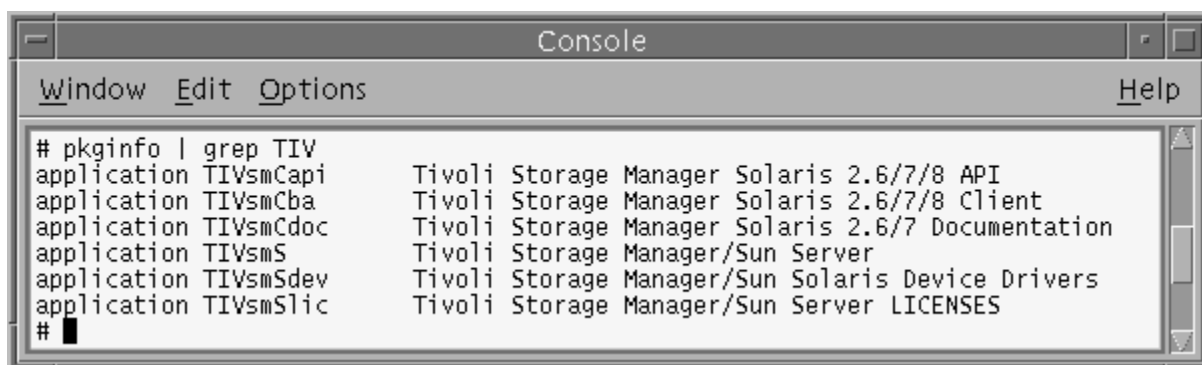 Console
Window Edit Options Help
# pkginfo | grep TIV
application TIVsmCapi Tivoli Storage Manager Solaris 2.6/7/8 API
application TIVsmCba Tivoli Storage Manager Solaris 2.6/7/8 Client
application TIVsmCdoc Tivoli Storage Manager Solaris 2.6/7 Documentation
application TIVsmS Tivoli Storage Manager/Sun Server
application TIVsmSdev Tivoli Storage Manager/Sun Solaris Device Drivers
application TIVsmSlic Tivoli Storage Manager/Sun Server LICENSES
#